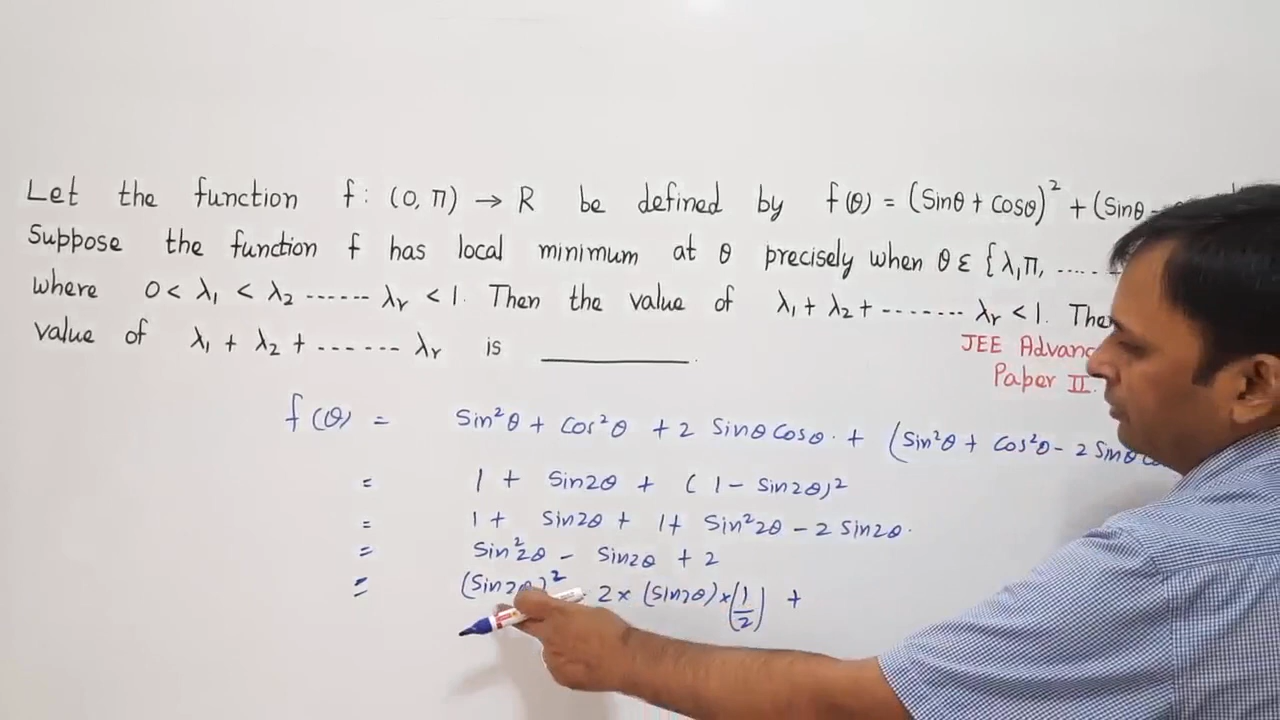 Let the function f: (0, π) → R be defined by f(θ) = (Sinθ + Cosθ)² + (Sinθ -
Suppose the function f has local minimum at θ precisely when θ ε { λ₁π, .....
where 0 < λ₁ < λ₂ ...... λr < 1. Then the value of λ₁ + λ₂ + ....... λr < 1. The
value of λ₁ + λ₂ + ...... λr is ________.
JEE Advan
Paper II.
f(θ) = Sin²θ + Cos²θ + 2 Sinθ Cosθ. + (Sin²θ + Cos²θ - 2 Sinθ
= 1 + Sin2θ + (1 - Sin2θ)²
= 1 + Sin2θ + 1 + Sin²2θ - 2 Sin2θ.
= Sin²2θ - Sin2θ + 2
= (Sin2θ)² 2 × (Sin2θ) × (1/2) +